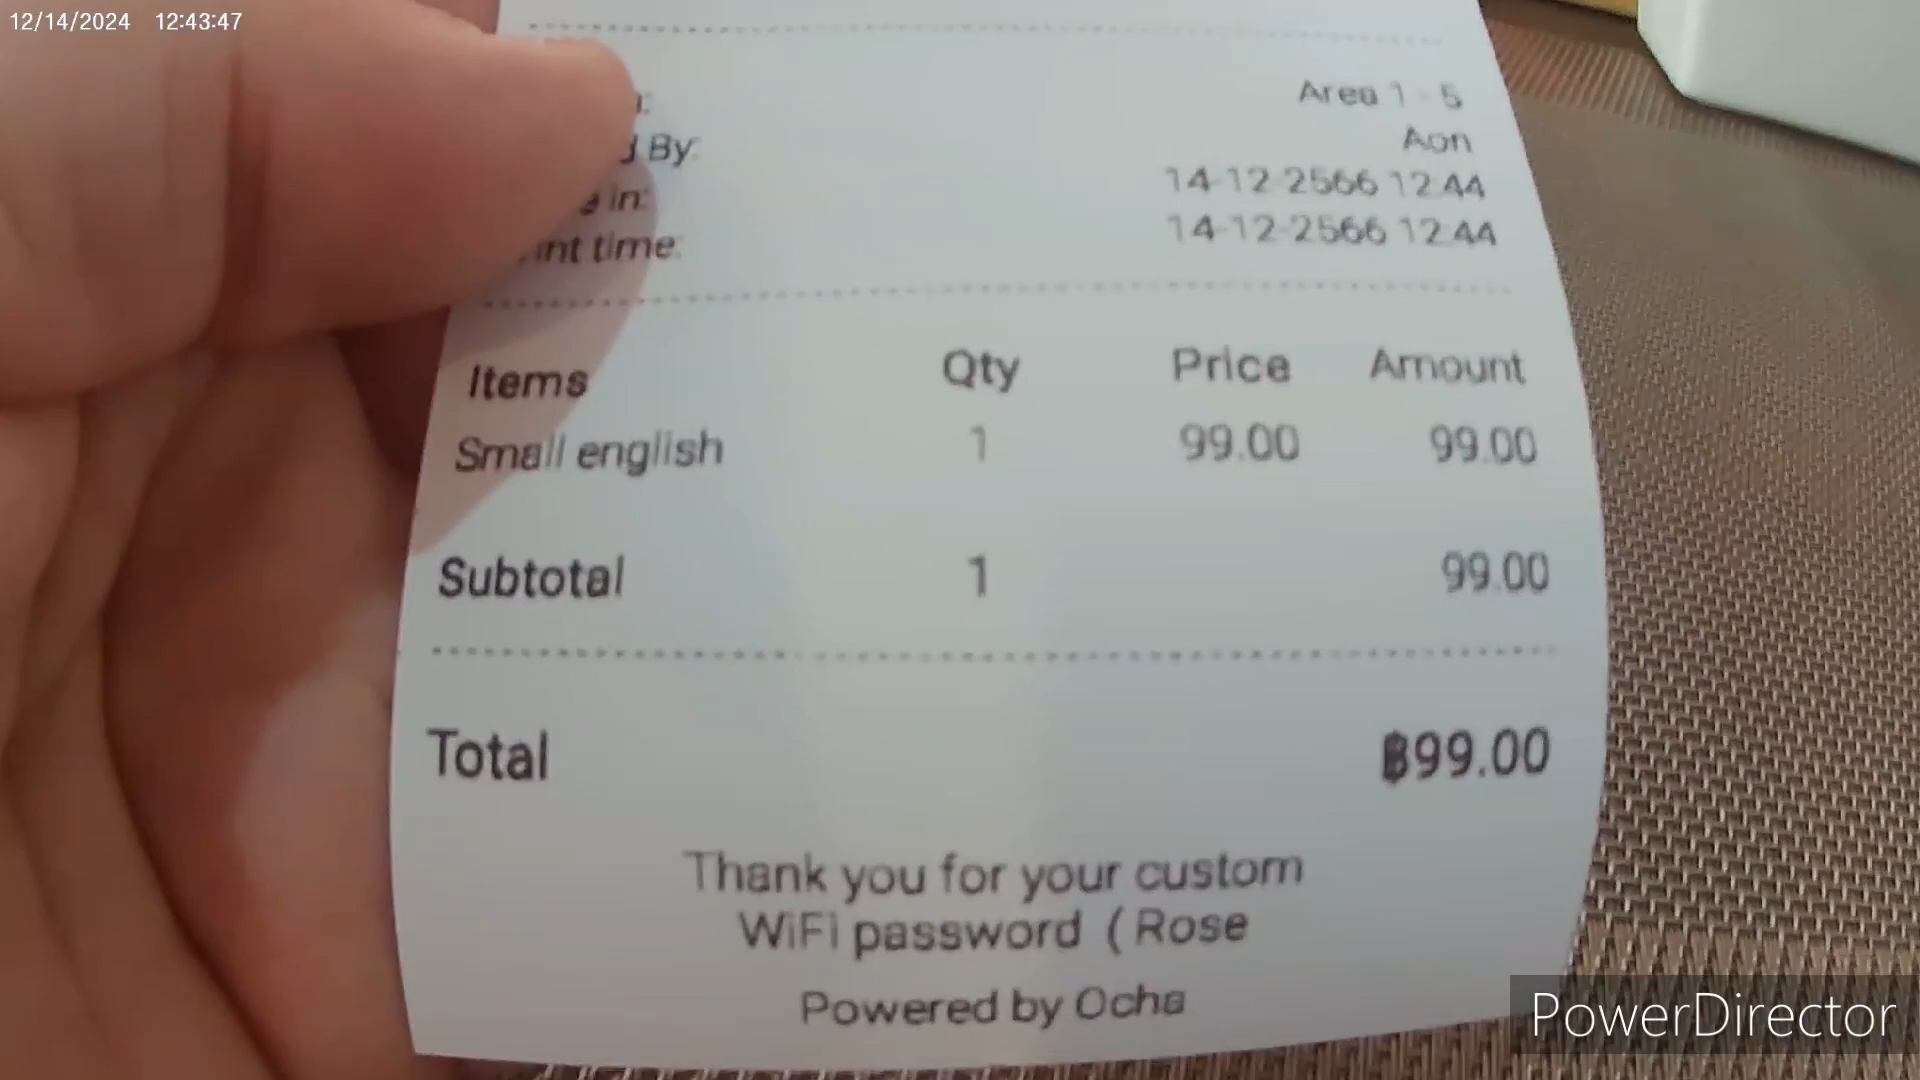 12/14/2024 12:43:47
Area 1 - 5
By: Aon
in: 14-12-2566 12:44
time: 14-12-2566 12:44
Items Qty Price Amount
Small english 1 99.00 99.00
Subtotal 1 99.00
Total ฿99.00
Thank you for your custom
WiFi password ( Rose
Powered by Ocha
PowerDirector